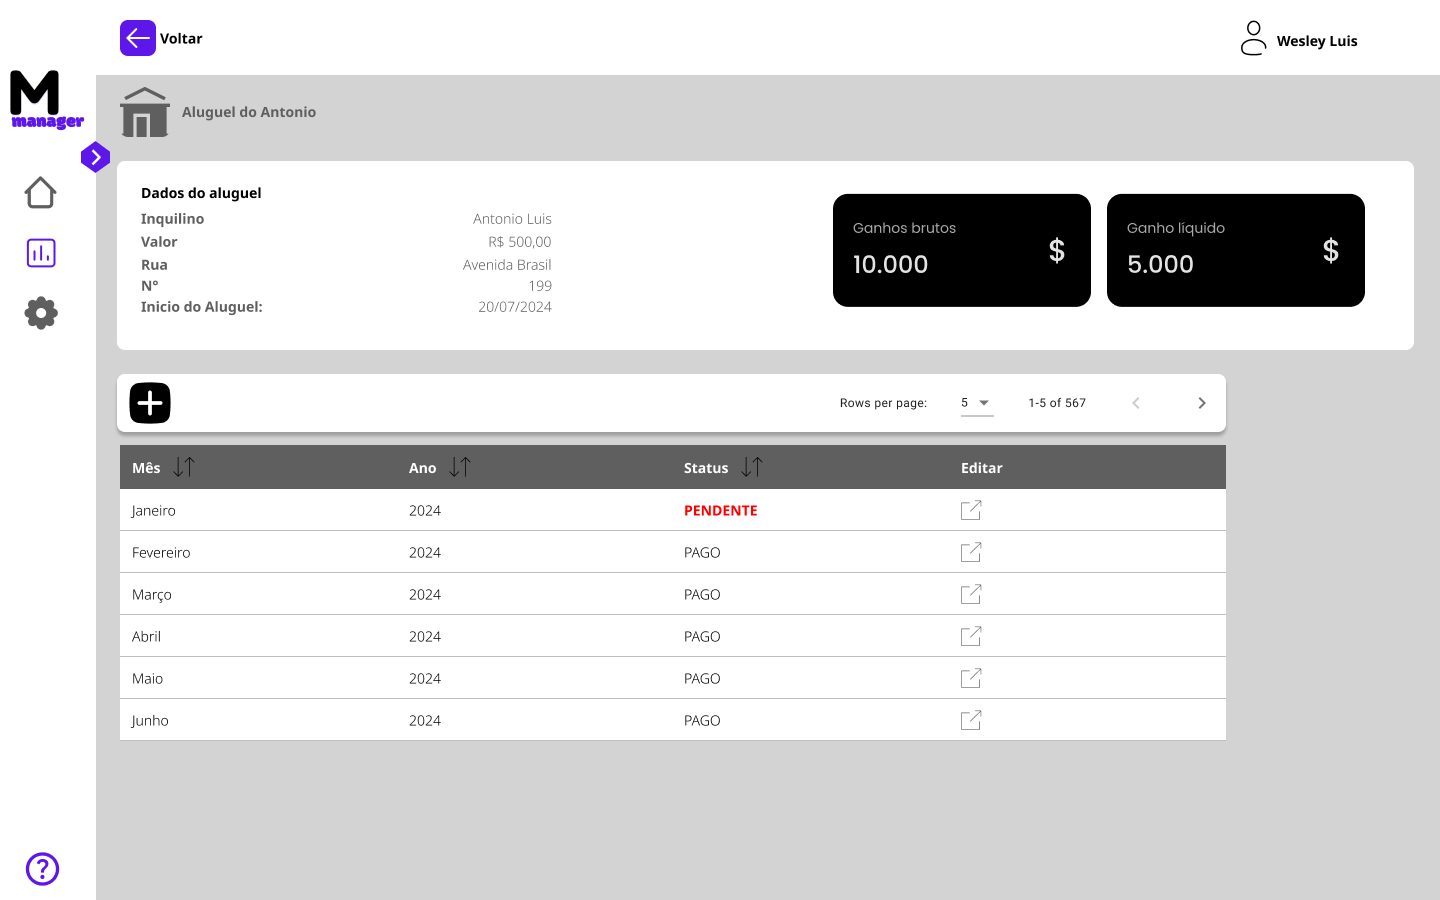 Voltar
Wesley Luis
M
manager
Aluguel do Antonio
Dados do aluguel
Inquilino Antonio Luis
Valor R$ 500,00
Rua Avenida Brasil
N° 199
Inicio do Aluguel: 20/07/2024
Ganhos brutos
10.000
$
Ganho líquido
5.000
$
Rows per page: 5 1-5 of 567
Mês Ano Status Editar
Janeiro 2024 PENDENTE
Fevereiro 2024 PAGO
Março 2024 PAGO
Abril 2024 PAGO
Maio 2024 PAGO
Junho 2024 PAGO
?